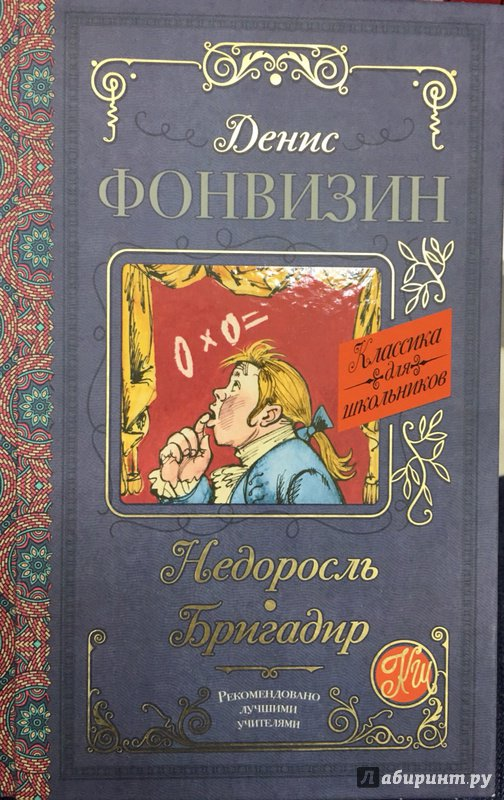 Денис
ФОНВИЗИН
0×0=
Классика
для
школьников
Недоросль
Бригадир
КШ
Рекомендовано
лучшими
учителями
Лабиринт.ру